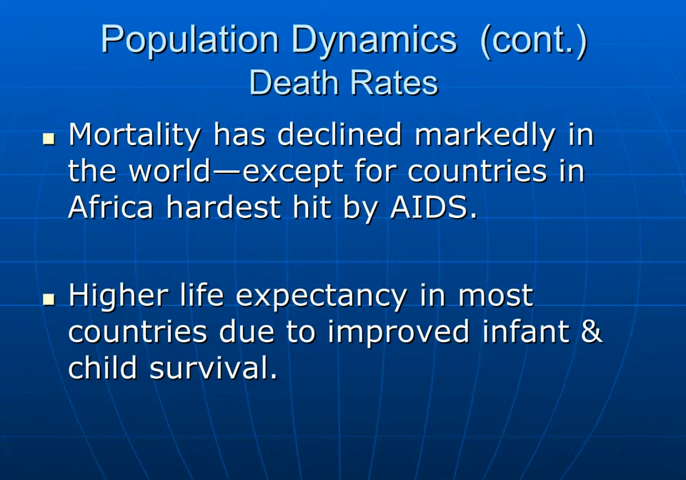 Population Dynamics (cont.)
Death Rates
Mortality has declined markedly in
the world—except for countries in
Africa hardest hit by AIDS.
Higher life expectancy in most
countries due to improved infant &
child survival.